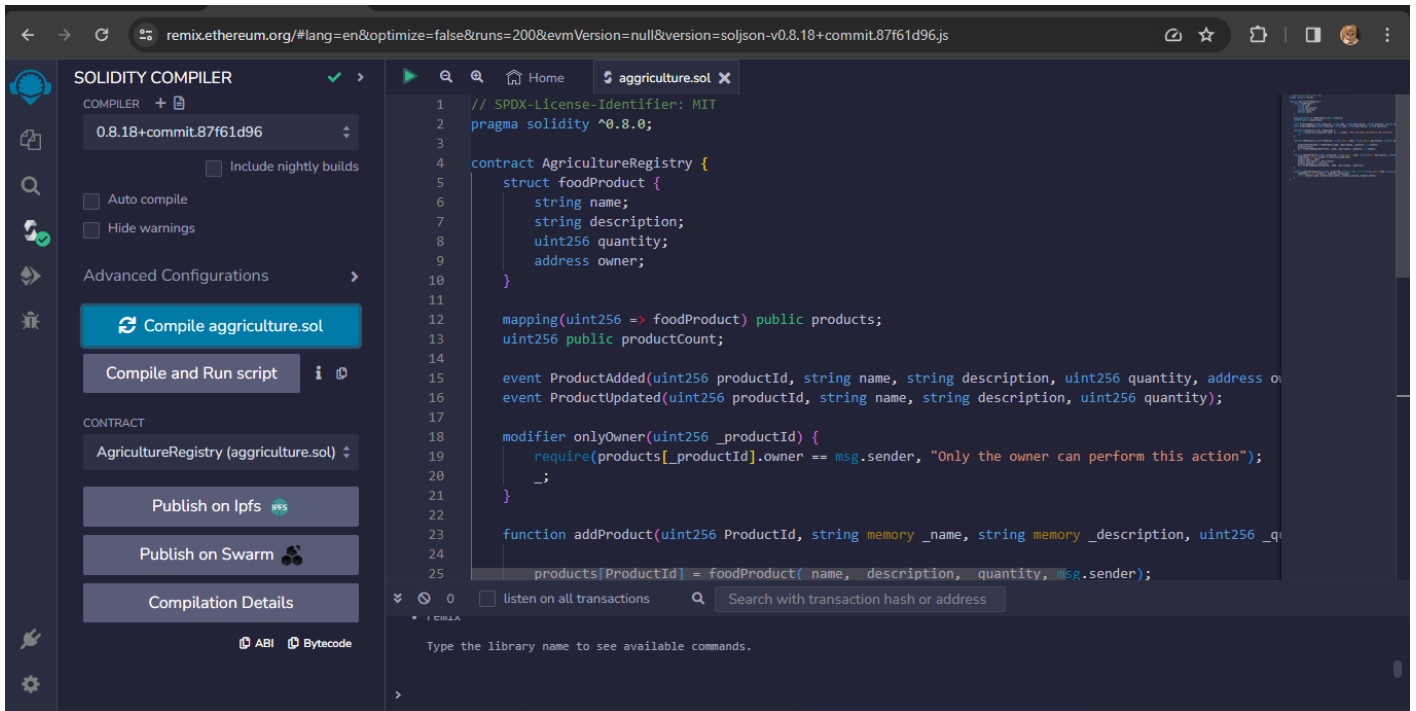 remix.ethereum.org/#lang=en&optimize=false&runs=200&evmVersion=null&version=soljson-v0.8.18+commit.87f61d96.js
SOLIDITY COMPILER
COMPILER
0.8.18+commit.87f61d96
Include nightly builds
Auto compile
Hide warnings
Advanced Configurations
Compile aggriculture.sol
Compile and Run script
CONTRACT
AgricultureRegistry (aggriculture.sol)
Publish on Ipfs
IPFS
Publish on Swarm
Compilation Details
ABI Bytecode
Home aggriculture.sol
1 // SPDX-License-Identifier: MIT
2 pragma solidity ^0.8.0;
3
4 contract AgricultureRegistry {
5 struct foodProduct {
6 string name;
7 string description;
8 uint256 quantity;
9 address owner;
10 }
11
12 mapping(uint256 => foodProduct) public products;
13 uint256 public productCount;
14
15 event ProductAdded(uint256 productId, string name, string description, uint256 quantity, address
16 event ProductUpdated(uint256 productId, string name, string description, uint256 quantity);
17
18 modifier onlyOwner(uint256 _productId) {
19 require(products[_productId].owner == msg.sender, "Only the owner can perform this action");
20 _;
21 }
22
23 function addProduct(uint256 ProductId, string memory _name, string memory _description, uint256
24
25 products[ProductId] = foodProduct( name, description, quantity, msg.sender);
0 listen on all transactions Search with transaction hash or address
remix
Type the library name to see available commands.
>